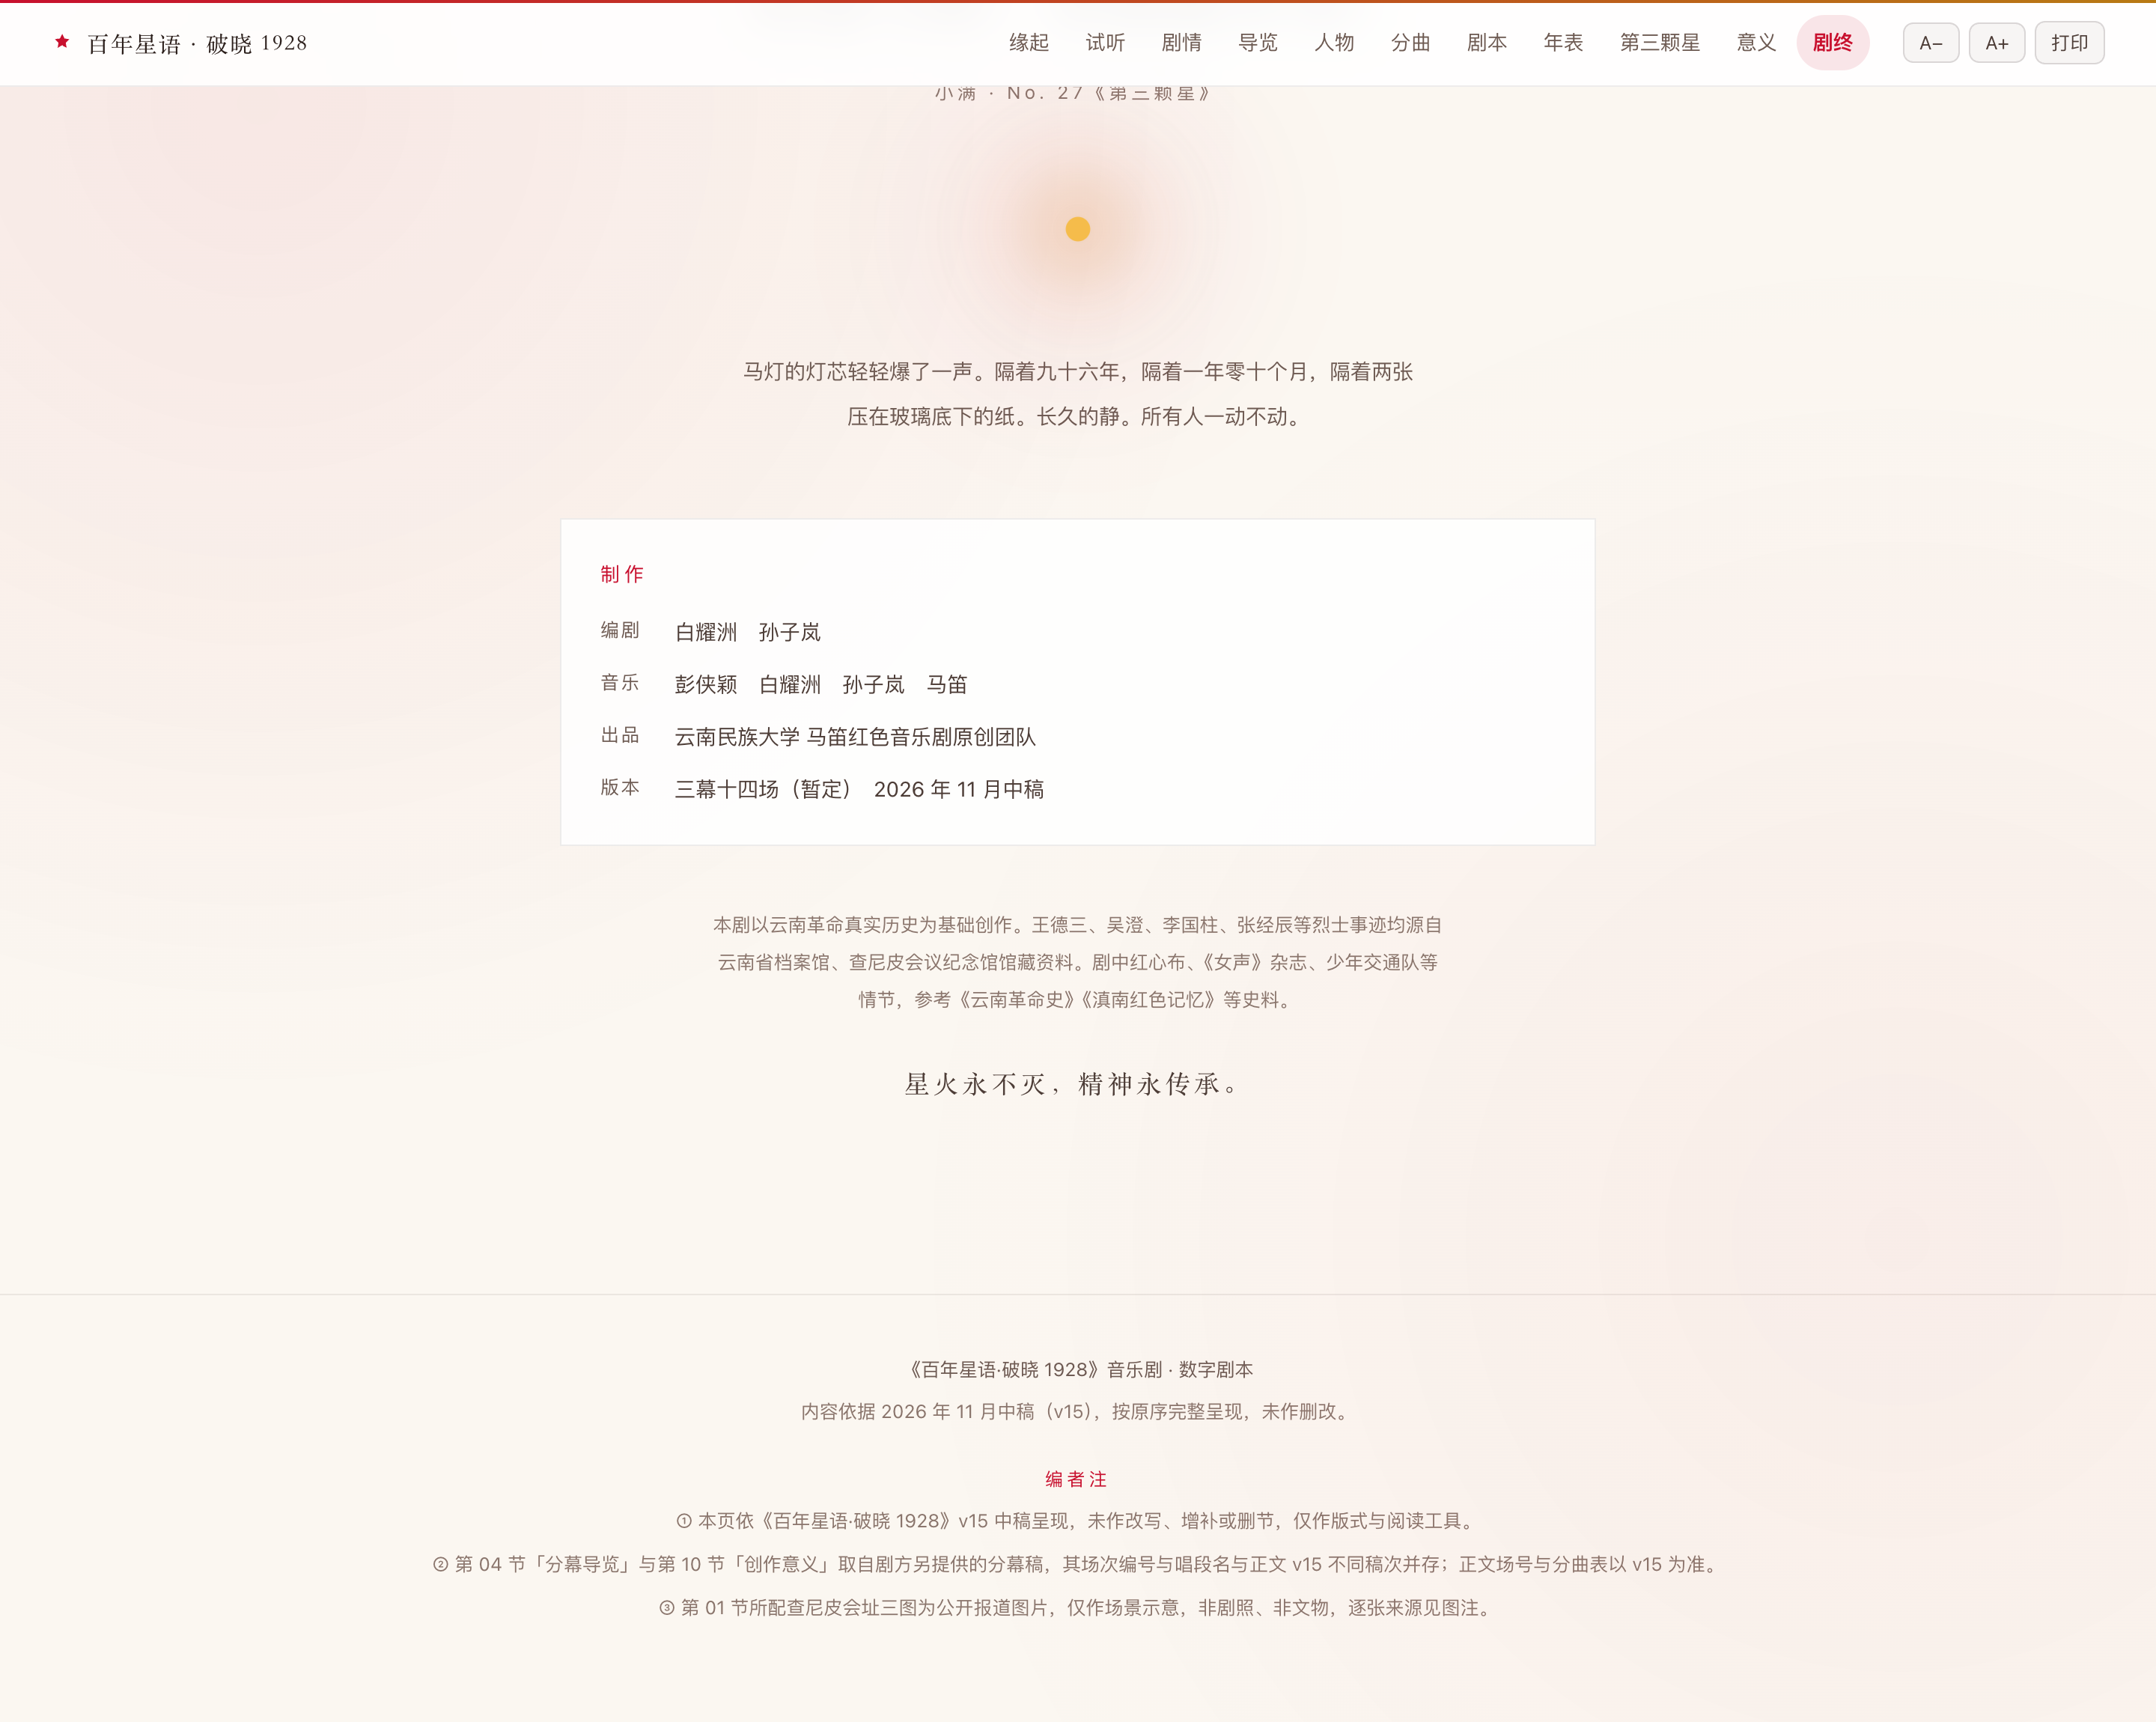 百年星语 · 破晓 1928
缘起 试听 剧情 导览 人物 分曲 剧本 年表 第三颗星 意义 剧终 A− A+ 打印
小满 · No. 27《第三颗星》
马灯的灯芯轻轻爆了一声。隔着九十六年，隔着一年零十个月，隔着两张
压在玻璃底下的纸。长久的静。所有人一动不动。
制作
编剧 白耀洲 孙子岚
音乐 彭侠颖 白耀洲 孙子岚 马笛
出品 云南民族大学 马笛红色音乐剧原创团队
版本 三幕十四场（暂定） 2026 年 11 月中稿
本剧以云南革命真实历史为基础创作。王德三、吴澄、李国柱、张经辰等烈士事迹均源自
云南省档案馆、查尼皮会议纪念馆馆藏资料。剧中红心布、《女声》杂志、少年交通队等
情节，参考《云南革命史》《滇南红色记忆》等史料。
星火永不灭，精神永传承。
《百年星语·破晓 1928》音乐剧 · 数字剧本
内容依据 2026 年 11 月中稿（v15），按原序完整呈现，未作删改。
编者注
① 本页依《百年星语·破晓 1928》v15 中稿呈现，未作改写、增补或删节，仅作版式与阅读工具。
② 第 04 节「分幕导览」与第 10 节「创作意义」取自剧方另提供的分幕稿，其场次编号与唱段名与正文 v15 不同稿次并存；正文场号与分曲表以 v15 为准。
③ 第 01 节所配查尼皮会址三图为公开报道图片，仅作场景示意，非剧照、非文物，逐张来源见图注。